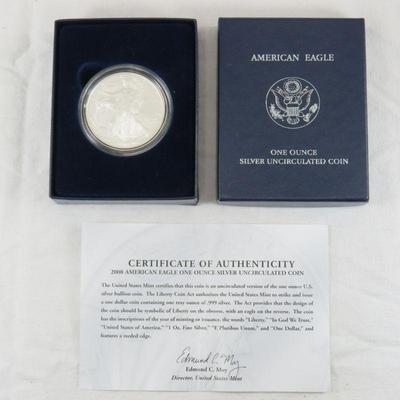 AMERICAN EAGLE
ONE OUNCE
SILVER UNCIRCULATED COIN
CERTIFICATE OF AUTHENTICITY
2008 AMERICAN EAGLE ONE OUNCE SILVER UNCIRCULATED COIN
The United States Mint certifies that this coin is an uncirculated version of the one ounce U.S.
silver bullion coin. The Liberty Coin Act authorizes the United States Mint to strike and issue
a one dollar coin containing one troy ounce of .999 silver. The Act provides that the design of
the coin should be symbolic of Liberty on the obverse, with an eagle on the reverse. The coin
has the inscriptions of the year of minting or issuance, the words "Liberty," "In God We Trust,"
"United States of America," "1 Oz. Fine Silver," "E Pluribus Unum," and "One Dollar," and
features a reeded edge.
Edmund C. Moy
Edmund C. Moy
Director, United States Mint